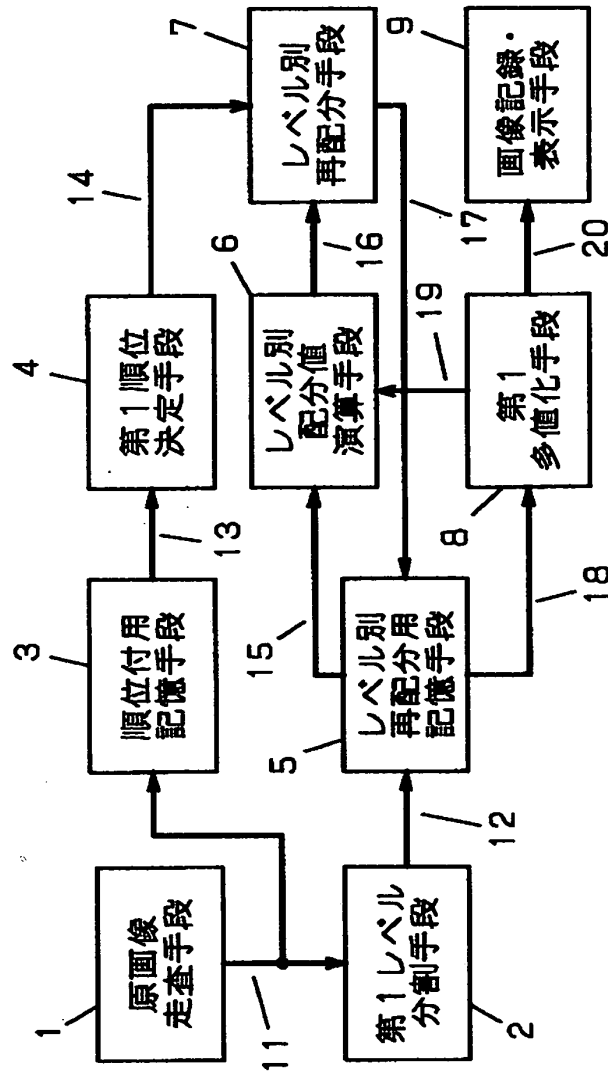 1
原画像
走査手段
11
第1レベル
分割手段
2
3
順位付用
記憶手段
13
4
第1順位
決定手段
14
7
レベル別
再配分手段
12
5
レベル別
再配分用
記憶手段
15
6
レベル別
配分値
演算手段
16
17
18
8
第1
多値化手段
19
20
9
画像記録・
表示手段